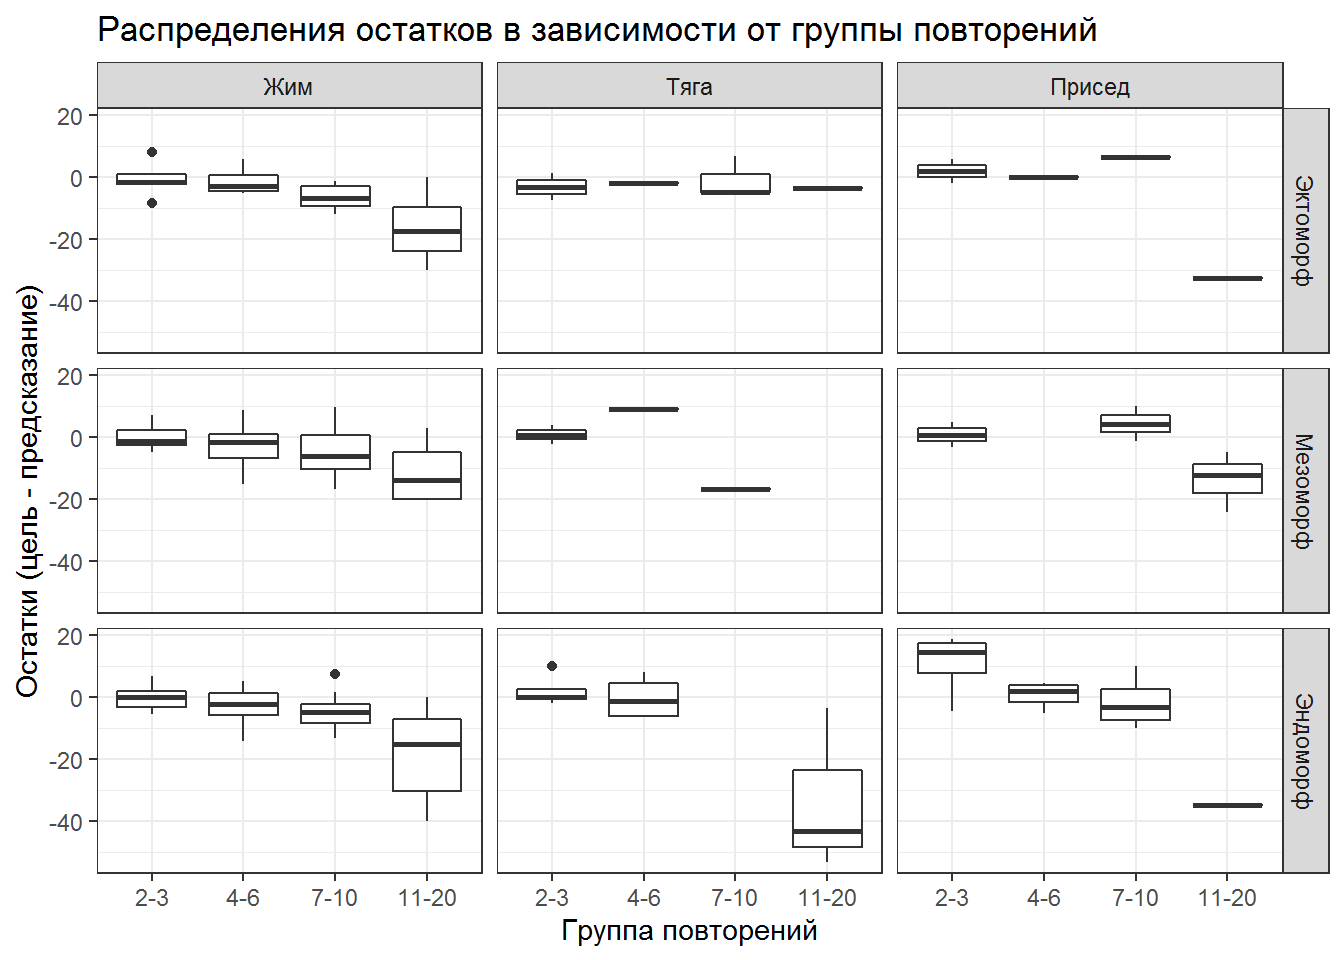 Распределения остатков в зависимости от группы повторений
Жим
Тяга
Присед
20
0
-20
-40
Эктоморф
20
0
-20
-40
Мезоморф
20
0
-20
-40
Эндоморф
Остатки (цель - предсказание)
2-3
4-6
7-10
11-20
2-3
4-6
7-10
11-20
2-3
4-6
7-10
11-20
Группа повторений